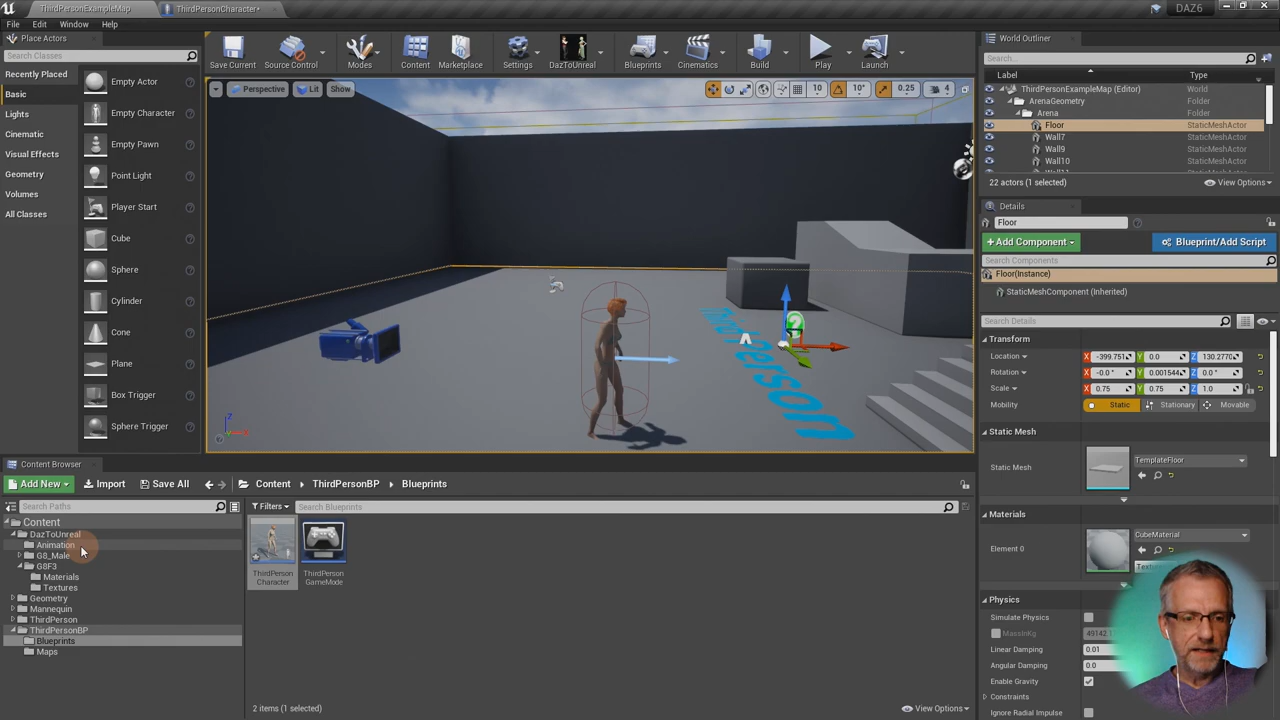 ThirdPersonExampleMap
ThirdPersonCharacter*
DAZ6
File Edit Window Help
Place Actors
Search Classes
Recently Placed
Basic
Lights
Cinematic
Visual Effects
Geometry
Volumes
All Classes
Empty Actor
Empty Character
Empty Pawn
Point Light
Player Start
Cube
Sphere
Cylinder
Cone
Plane
Box Trigger
Sphere Trigger
Save Current
Source Control
Modes
Content
Marketplace
Settings
DazToUnreal
Blueprints
Cinematics
Build
Play
Launch
Perspective
Lit
Show
10
10°
0.25
4
World Outliner
Search...
Label
Type
ThirdPersonExampleMap (Editor) World
ArenaGeometry Folder
Arena Folder
Floor StaticMeshActor
Wall7 StaticMeshActor
Wall9 StaticMeshActor
Wall10 StaticMeshActor
22 actors (1 selected)
View Options
Details
Floor
+Add Component
Blueprint/Add Script
Search Components
Floor(Instance)
StaticMeshComponent (Inherited)
Search Details
Transform
Location X -399.751 Y 0.0 Z 130.2770
Rotation X -0.0 ° Y 0.001544 Z 0.0 °
Scale X 0.75 Y 0.75 Z 1.0
Mobility Static Stationary Movable
Static Mesh
Static Mesh
TemplateFloor
Materials
Element 0
CubeMaterial
Physics
Simulate Physics
MassInKg
Linear Damping 0.01
Angular Damping 0.0
Enable Gravity
Constraints
Ignore Radial Impulse
Content Browser
Add New Import Save All Content ThirdPersonBP Blueprints
Search Paths
Filters
Search Blueprints
Content
DazToUnreal
Animation
G8_Male
G8F3
Materials
Textures
Geometry
Mannequin
ThirdPerson
ThirdPersonBP
Blueprints
Maps
ThirdPerson
Character
ThirdPerson
GameMode
2 items (1 selected)
View Options